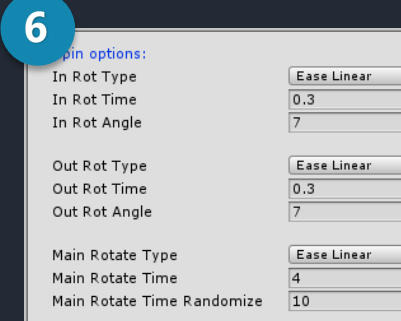 6
pin options:
In Rot Type Ease Linear
In Rot Time 0.3
In Rot Angle 7
Out Rot Type Ease Linear
Out Rot Time 0.3
Out Rot Angle 7
Main Rotate Type Ease Linear
Main Rotate Time 4
Main Rotate Time Randomize 10